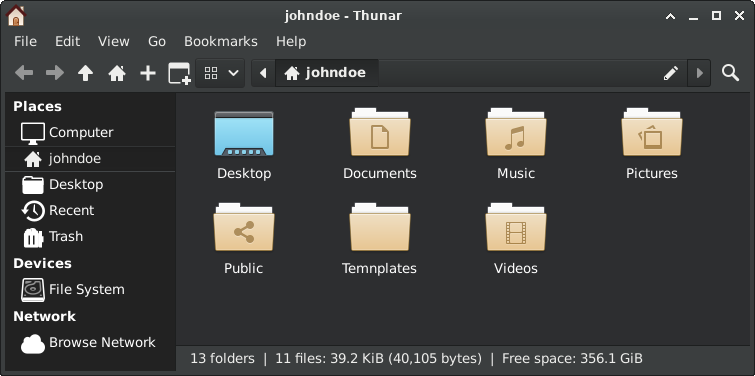 johndoe - Thunar
File Edit View Go Bookmarks Help
johndoe
Places
Computer
johndoe
Desktop
Recent
Trash
Devices
File System
Network
Browse Network
Desktop Documents Music Pictures
Public Temnplates Videos
13 folders | 11 files: 39.2 KiB (40,105 bytes) | Free space: 356.1 GiB